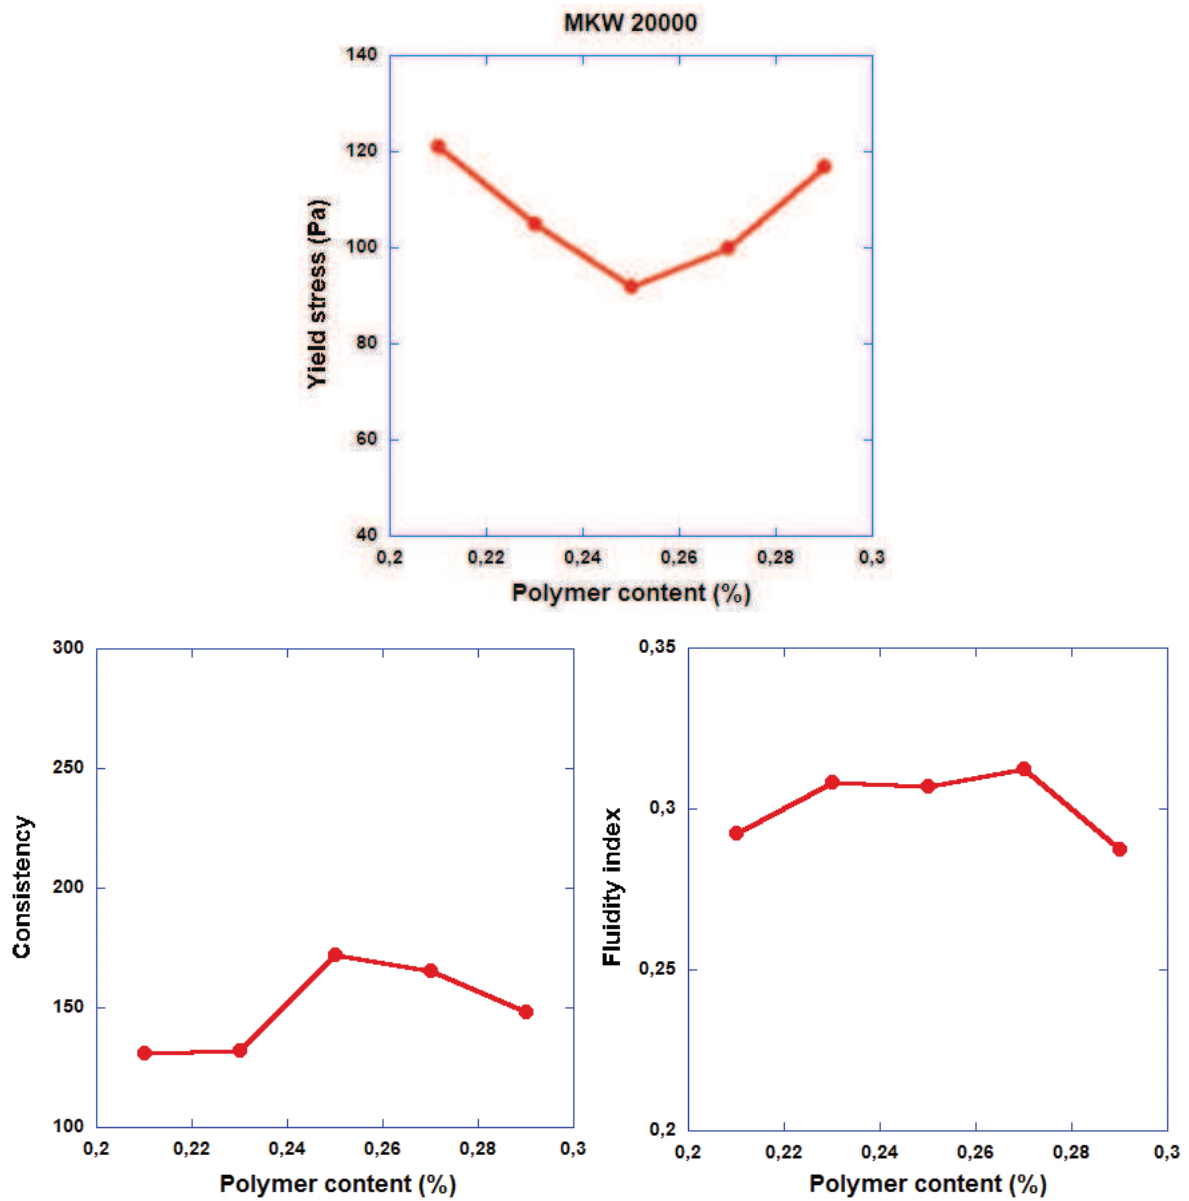 MKW 20000
140
120
100
80
60
40
Yield stress (Pa)
0,2 0,22 0,24 0,26 0,28 0,3
Polymer content (%)
300
250
200
150
100
Consistency
0,2 0,22 0,24 0,26 0,28 0,3
Polymer content (%)
0,35
0,3
0,25
0,2
Fluidity index
0,2 0,22 0,24 0,26 0,28 0,3
Polymer content (%)